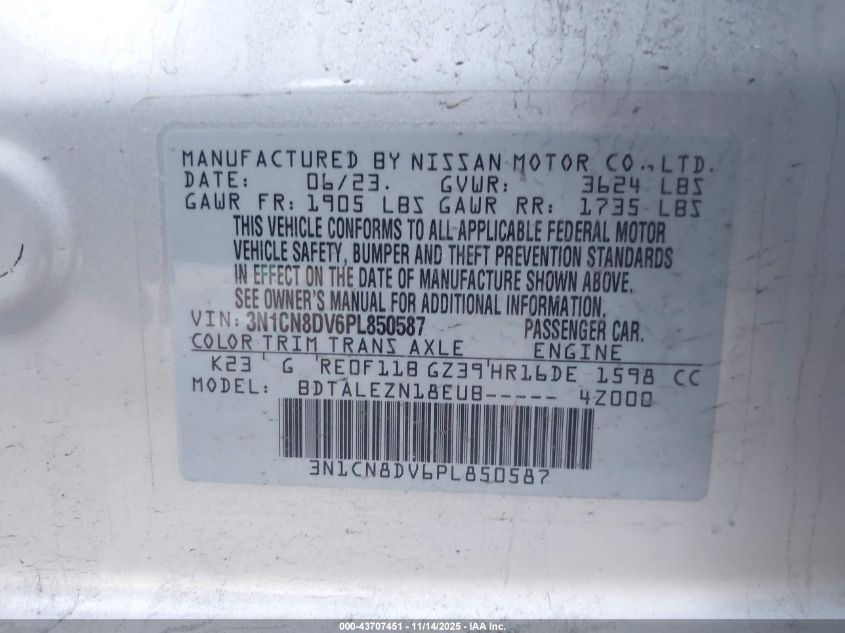 MANUFACTURED BY NISSAN MOTOR CO.,LTD.
DATE: 06/23. GVWR: 3624 LBS
GAWR FR: 1905 LBS GAWR RR: 1735 LBS
THIS VEHICLE CONFORMS TO ALL APPLICABLE FEDERAL MOTOR
VEHICLE SAFETY, BUMPER AND THEFT PREVENTION STANDARDS
IN EFFECT ON THE DATE OF MANUFACTURE SHOWN ABOVE.
SEE OWNER'S MANUAL FOR ADDITIONAL INFORMATION.
VIN: 3N1CN8DV6PL850587 PASSENGER CAR.
COLOR TRIM TRANS AXLE ENGINE
K23 ' G 'RE0F11B GZ39'HR16DE 1598 CC
MODEL: BDTALEZN18EUB----- 4Z000
3N1CN8DV6PL850587
000-43707451 | 11/14/2025 - IAA Inc.